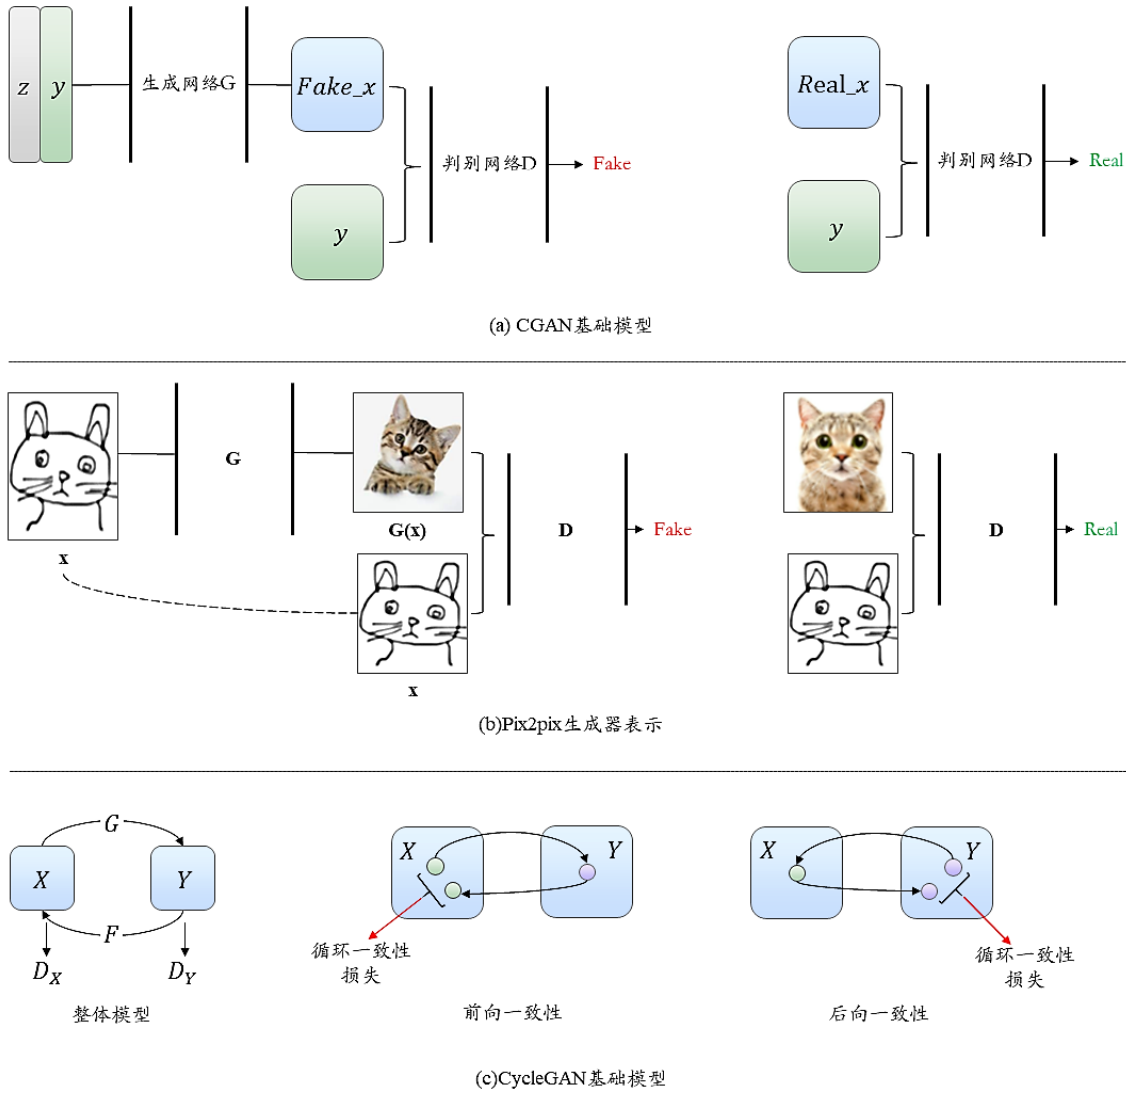 z
y
生成网络G
Fake_x
y
判别网络D
Fake
Real_x
y
判别网络D
Real
(a) CGAN基础模型
x
G
G(x)
x
D
Fake
D
Real
(b)Pix2pix生成器表示
G
X
Y
F
D_X
D_Y
整体模型
X
Y
循环一致性
损失
前向一致性
X
Y
循环一致性
损失
后向一致性
(c)CycleGAN基础模型